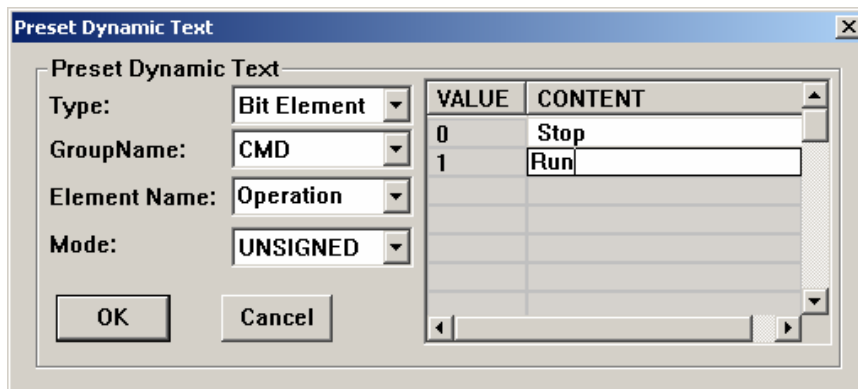 Preset Dynamic Text
Preset Dynamic Text
Type: Bit Element
GroupName: CMD
Element Name: Operation
Mode: UNSIGNED
OK Cancel
VALUE CONTENT
0 Stop
1 Run